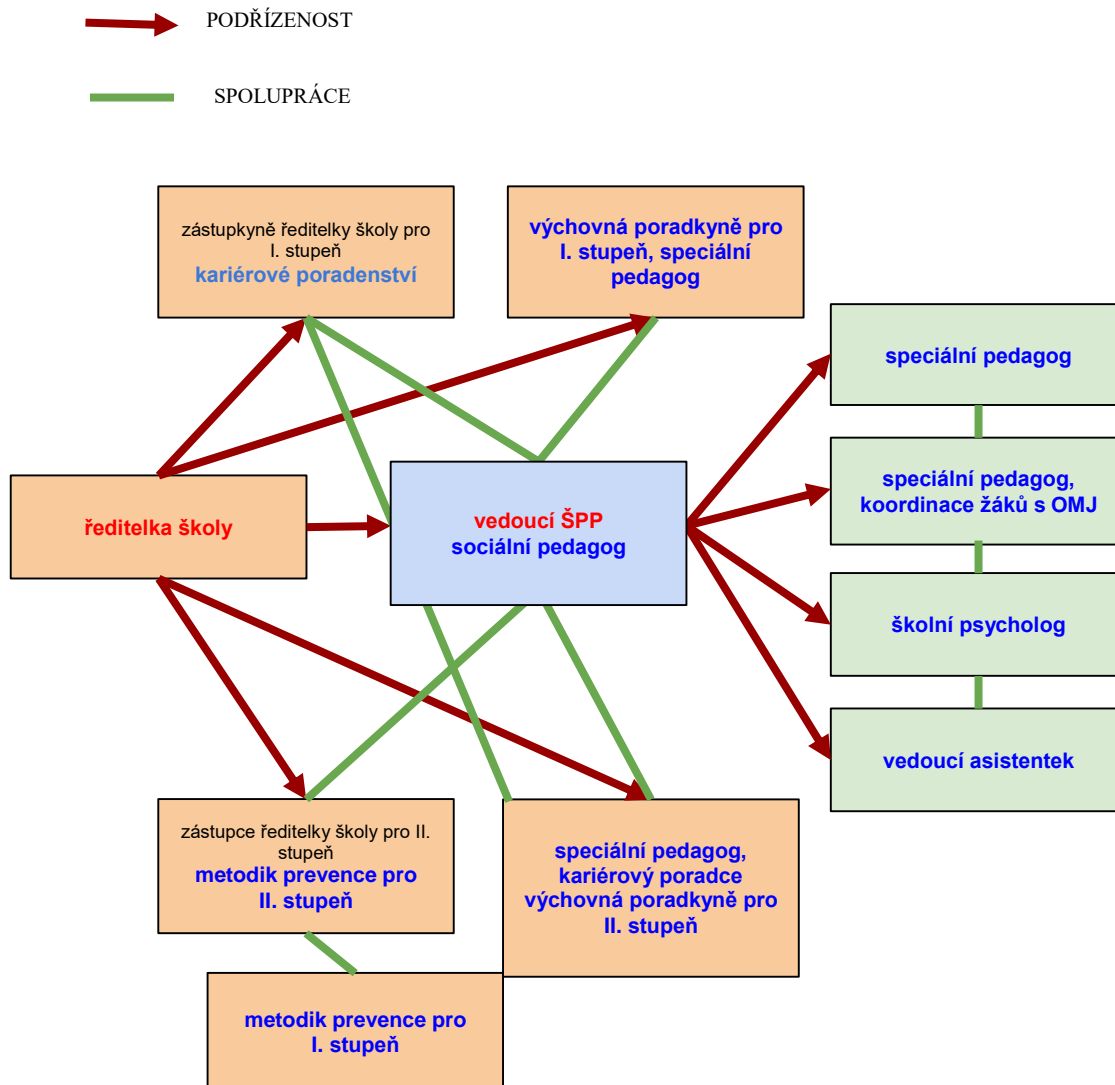 PODŘÍZENOST
SPOLUPRÁCE
zástupkyně ředitelky školy pro
I. stupeň
kariérové poradenství
výchovná poradkyně pro
I. stupeň, speciální
pedagog
speciální pedagog
speciální pedagog,
koordinace žáků s OMJ
ředitelka školy
vedoucí ŠPP
sociální pedagog
školní psycholog
vedoucí asistentek
zástupce ředitelky školy pro II.
stupeň
metodik prevence pro
II. stupeň
speciální pedagog,
kariérový poradce
výchovná poradkyně pro
II. stupeň
metodik prevence pro
I. stupeň